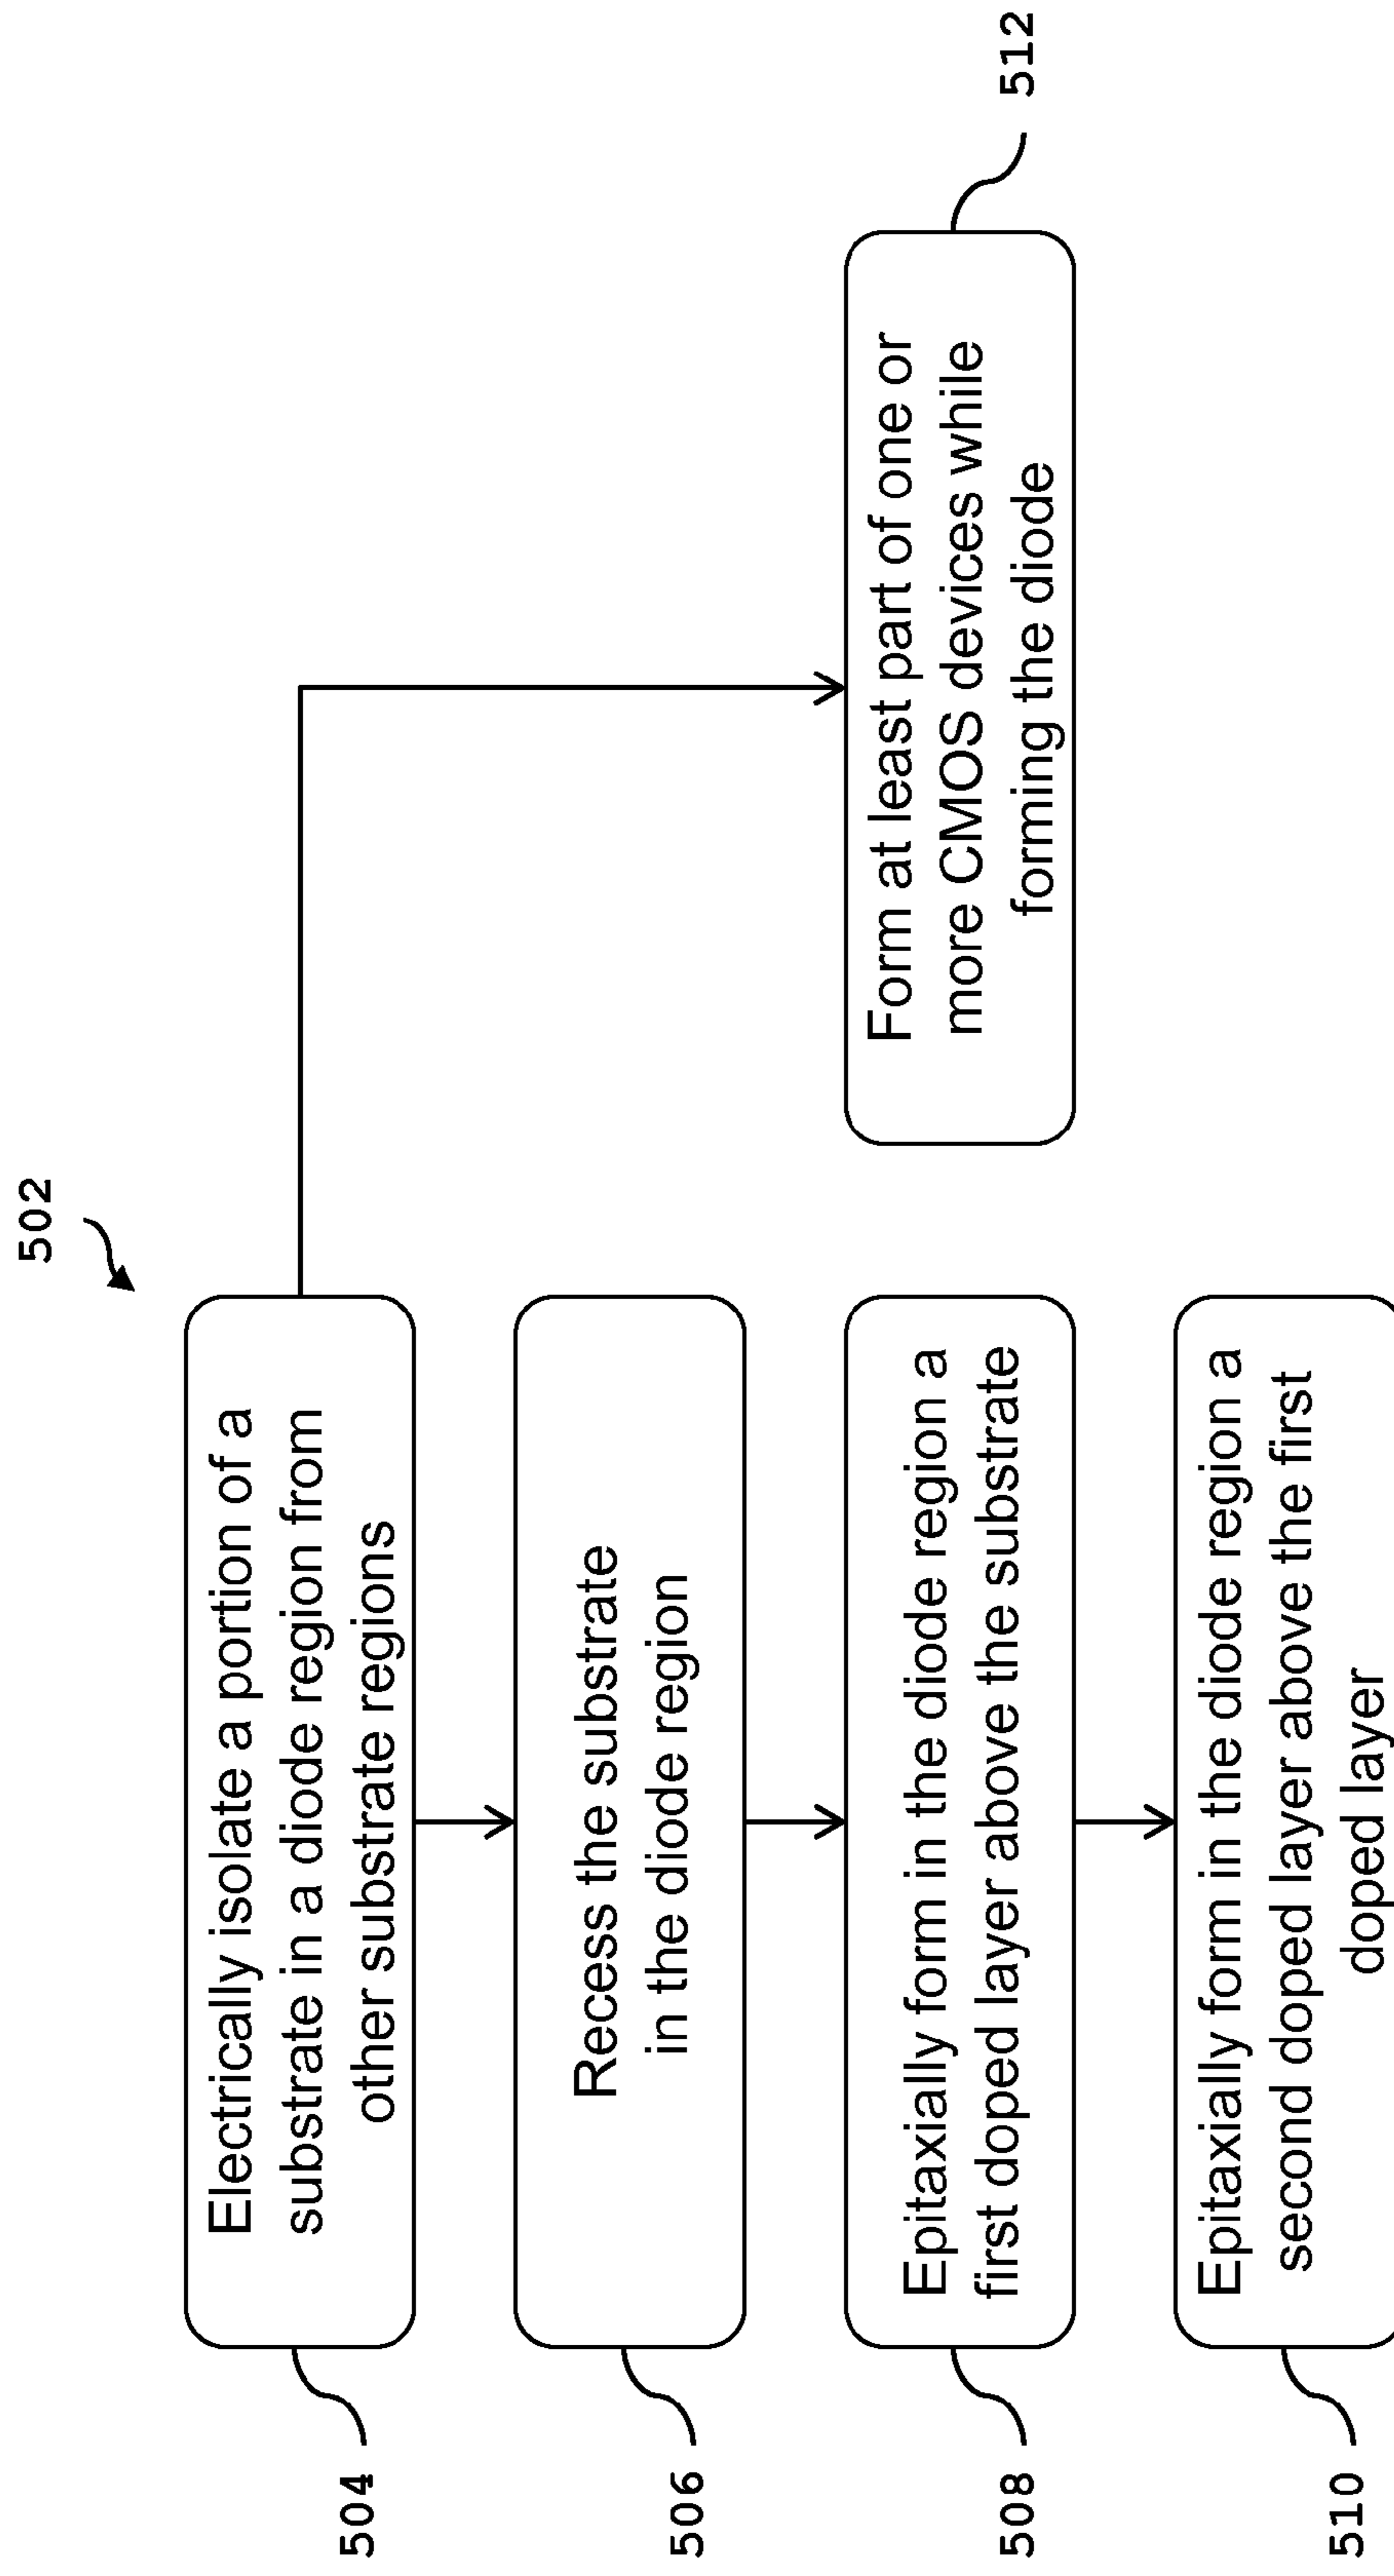 502
504
Electrically isolate a portion of a
substrate in a diode region from
other substrate regions
506
Recess the substrate
in the diode region
508
Epitaxially form in the diode region a
first doped layer above the substrate
Form at least part of one or
more CMOS devices while
forming the diode
512
510
Epitaxially form in the diode region a
second doped layer above the first
doped layer